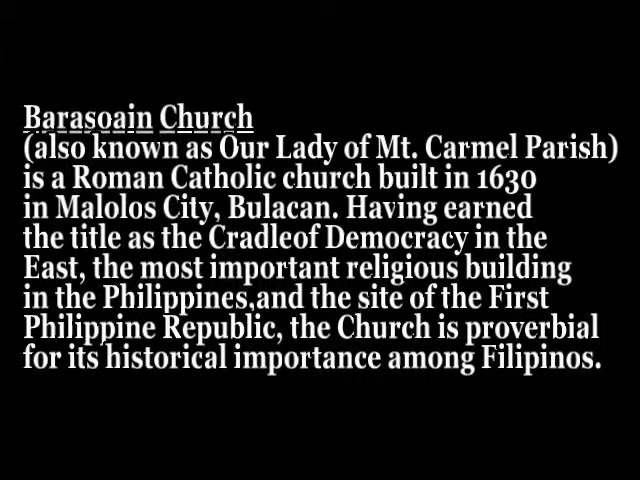 Barasoain Church
(also known as Our Lady of Mt. Carmel Parish)
is a Roman Catholic church built in 1630
in Malolos City, Bulacan. Having earned
the title as the Cradleof Democracy in the
East, the most important religious building
in the Philippines,and the site of the First
Philippine Republic, the Church is proverbial
for its historical importance among Filipinos.